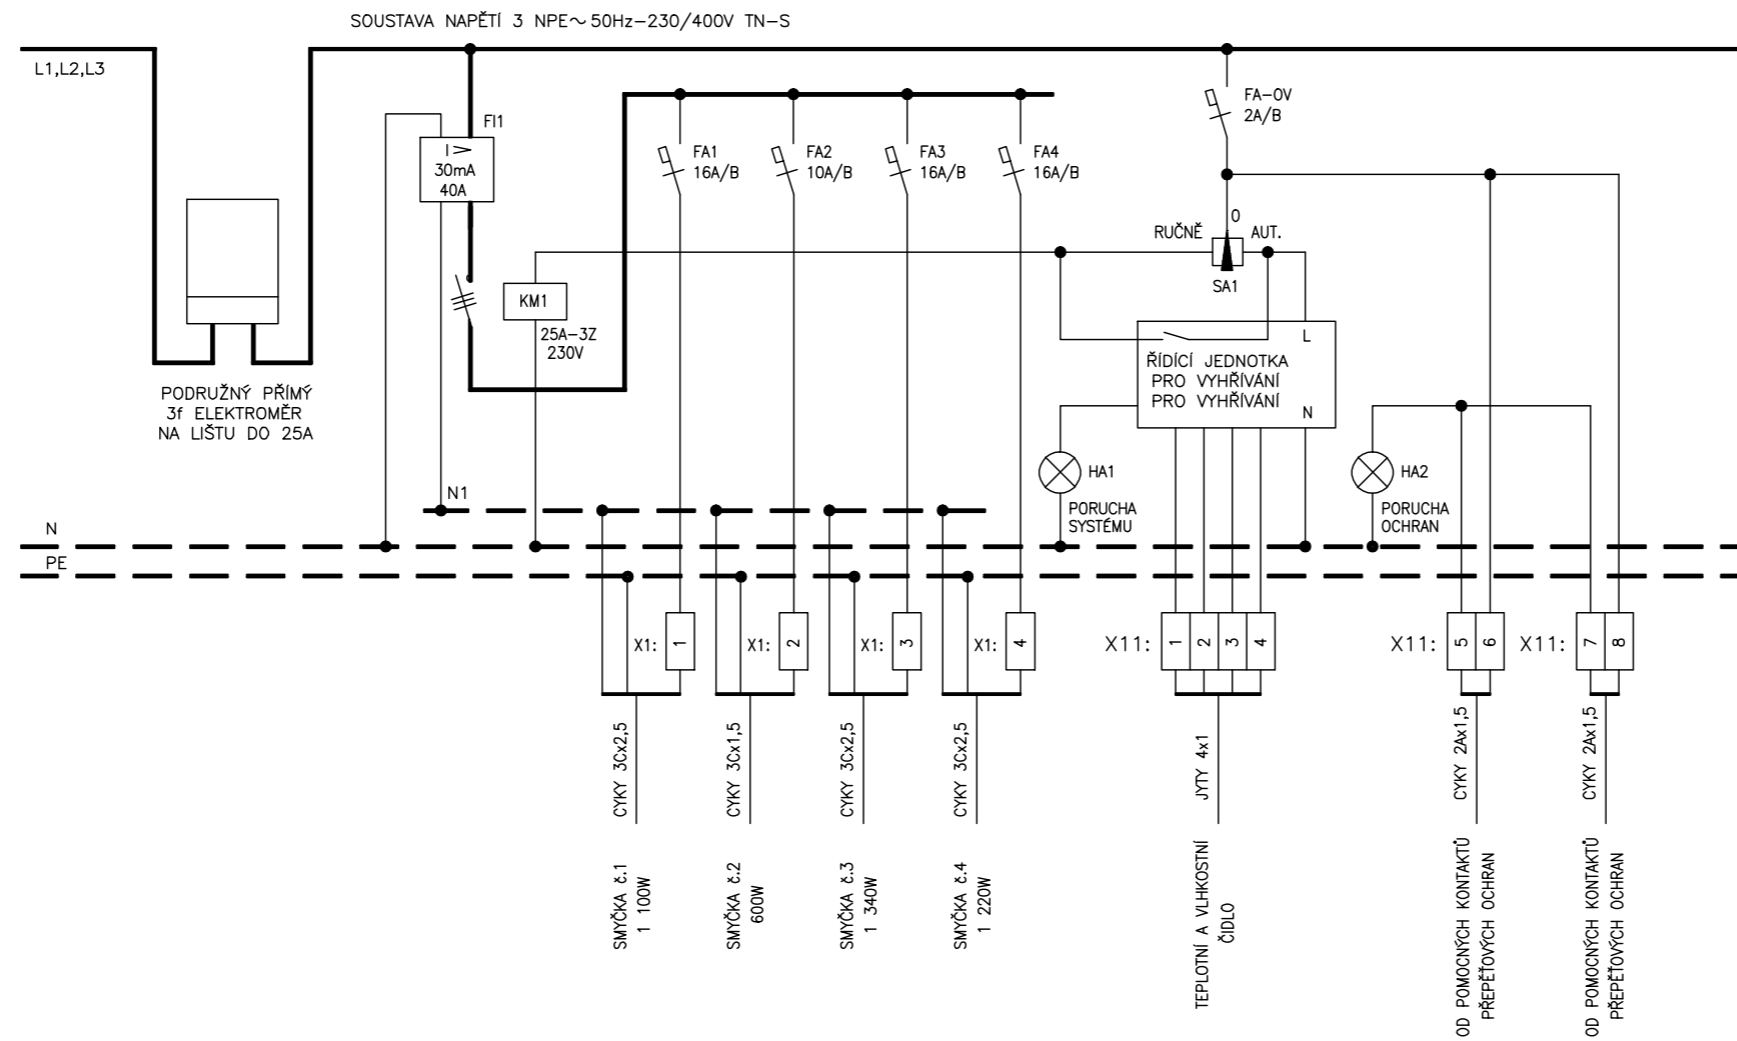 SOUSTAVA NAPĚTÍ 3 NPE~50Hz-230/400V TN-S
L1,L2,L3
FI1
I >
30mA
40A
FA1
16A/B
FA2
10A/B
FA3
16A/B
FA4
16A/B
FA-OV
2A/B
RUČNĚ
0
AUT.
SA1
KM1
25A-3Z
230V
PODRUŽNÝ PŘÍMÝ
3f ELEKTROMĚR
NA LIŠTU DO 25A
L
ŘÍDÍCÍ JEDNOTKA
PRO VYHŘÍVÁNÍ
PRO VYHŘÍVÁNÍ
N
HA1
PORUCHA
SYSTÉMU
HA2
PORUCHA
OCHRAN
N1
N
PE
X1:
1
X1:
2
X1:
3
X1:
4
X11:
1
2
3
4
X11:
5
6
X11:
7
8
CYKY 3Cx2,5
CYKY 3Cx1,5
CYKY 3Cx2,5
CYKY 3Cx2,5
JYTY 4x1
CYKY 2Ax1,5
CYKY 2Ax1,5
SMYČKA č.1
1 100W
SMYČKA č.2
600W
SMYČKA č.3
1 340W
SMYČKA č.4
1 220W
TEPLOTNÍ A VLHKOSTNÍ
ČIDLO
OD POMOCNÝCH KONTAKTŮ
PŘEPĚŤOVÝCH OCHRAN
OD POMOCNÝCH KONTAKTŮ
PŘEPĚŤOVÝCH OCHRAN